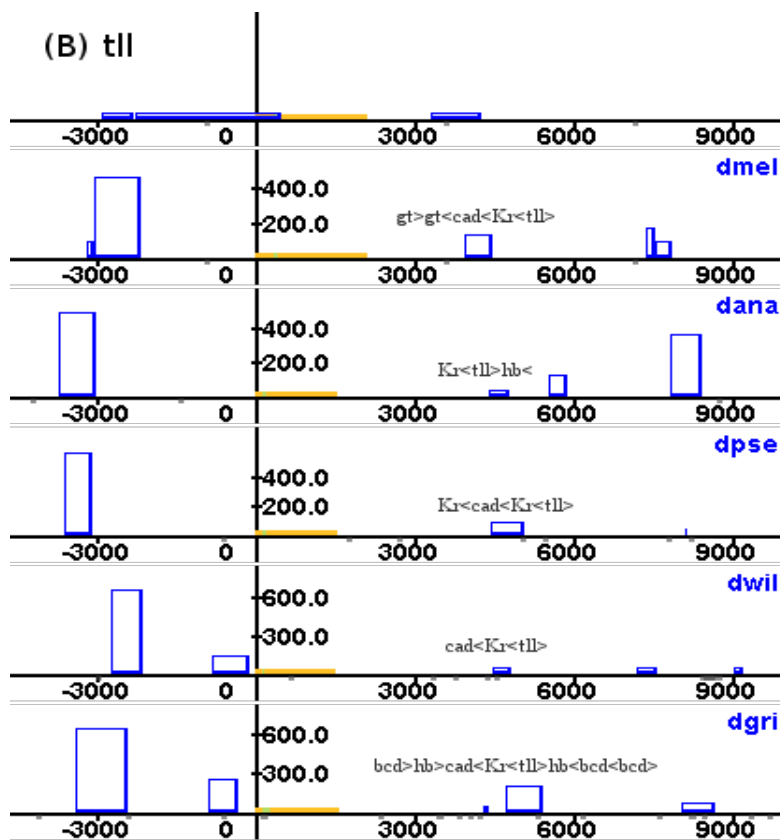 (B) tll
-3000 0 3000 6000 9000
dmel
400.0
gt>gt<cad<Kr<tll>
200.0
-3000 0 3000 6000 9000
dana
400.0
Kr<tll>hb<
200.0
-3000 0 3000 6000 9000
dpse
400.0
Kr<cad<Kr<tll>
200.0
-3000 0 3000 6000 9000
dwil
600.0
cad<Kr<tll>
300.0
-3000 0 3000 6000 9000
dgri
600.0
bcd>hb>cad<Kr<tll>hb<bcd<bcd>
300.0
-3000 0 3000 6000 9000